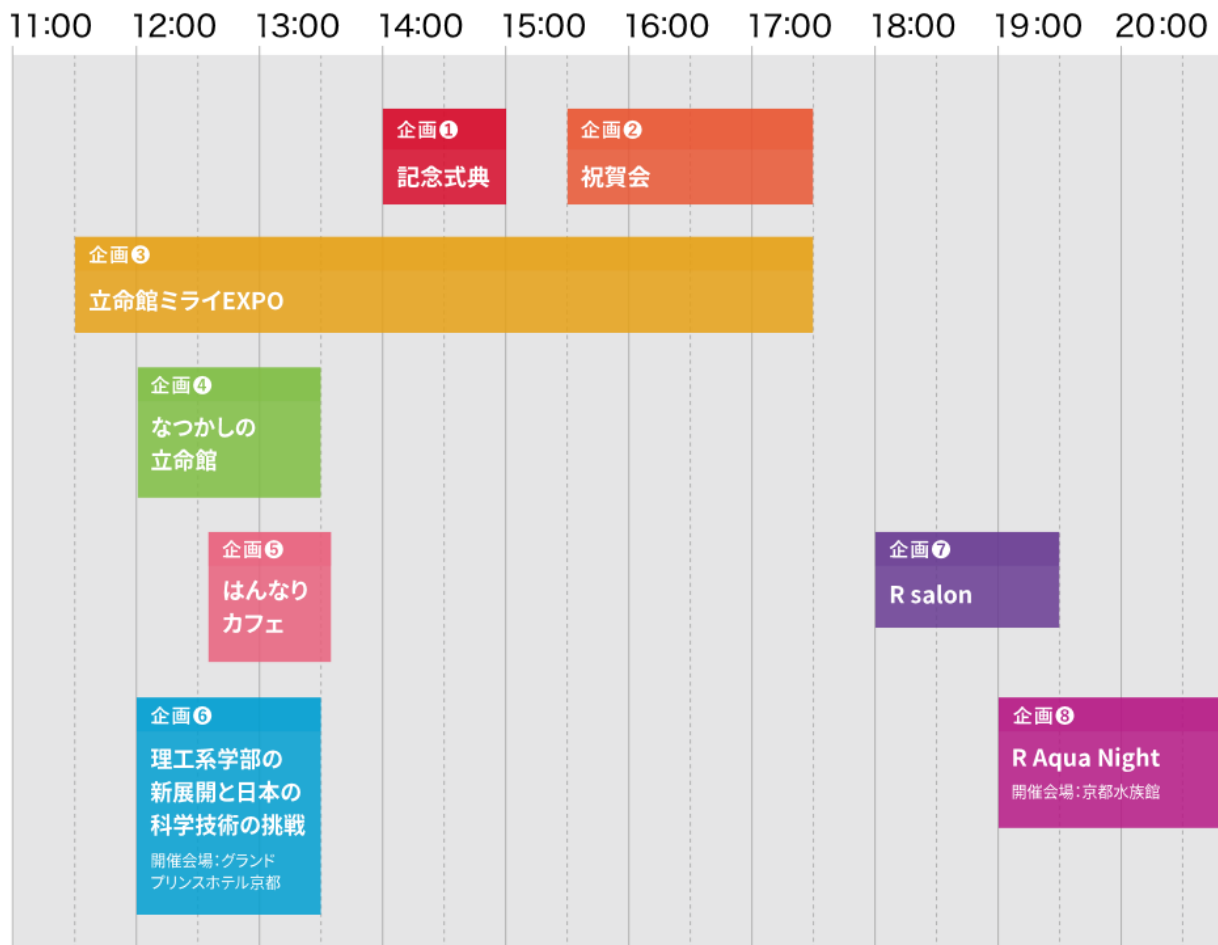 11:00 12:00 13:00 14:00 15:00 16:00 17:00 18:00 19:00 20:00
企画❶
記念式典
企画❷
祝賀会
企画❸
立命館ミライEXPO
企画❹
なつかしの
立命館
企画❺
はんなり
カフェ
企画❼
R salon
企画❻
理工系学部の
新展開と日本の
科学技術の挑戦
開催会場:グランド
プリンスホテル京都
企画❽
R Aqua Night
開催会場:京都水族館